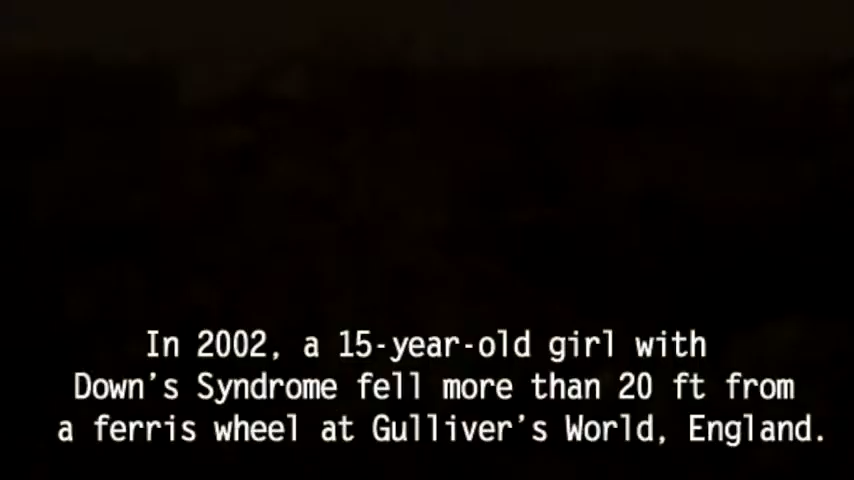 In 2002, a 15-year-old girl with
Down's Syndrome fell more than 20 ft from
a ferris wheel at Gulliver's World, England.